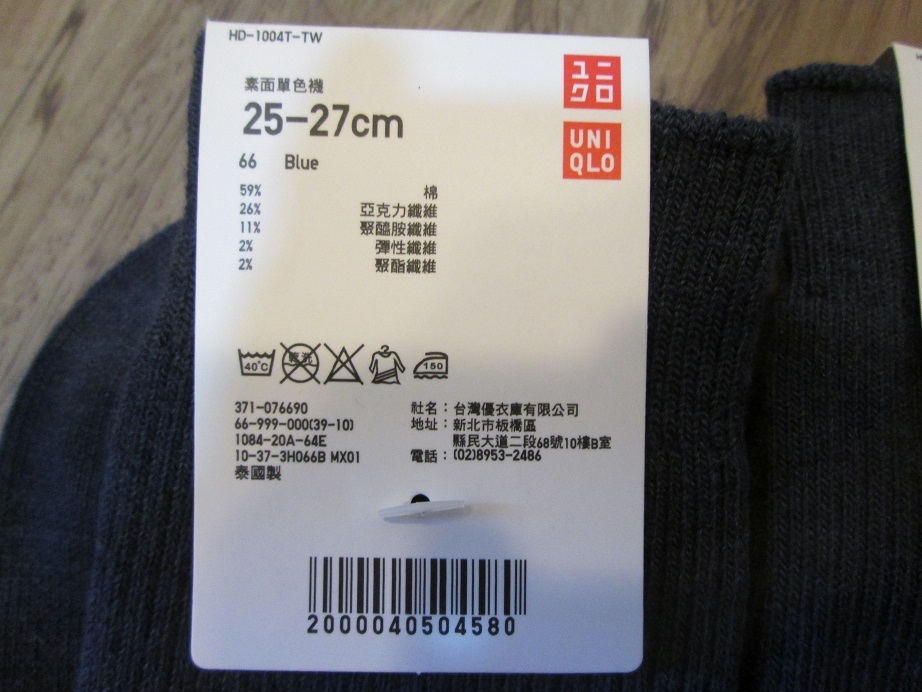 HD-1004T-TW
ユニ
クロ
UNI
QLO
素面單色襪
25-27cm
66 Blue
59% 棉
26% 亞克力纖維
11% 聚醯胺纖維
2% 彈性纖維
2% 聚酯纖維
40℃ 乾洗 150
371-076690
66-999-000(39-10)
1084-20A-64E
10-37-3H066B MX01
泰國製
社名：台灣優衣庫有限公司
地址：新北市板橋區
縣民大道二段68號10樓B室
電話：(02)8953-2486
2000040504580